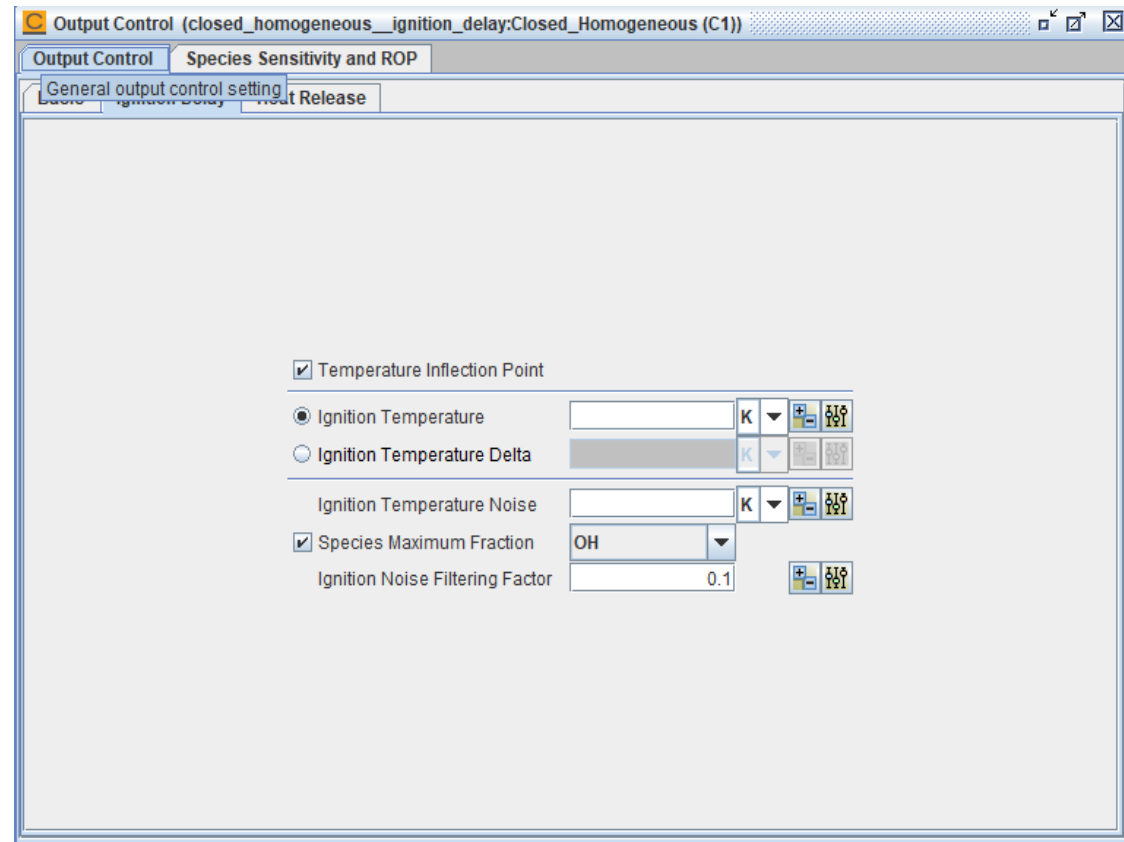 C Output Control (closed_homogeneous__ignition_delay:Closed_Homogeneous (C1))
Output Control Species Sensitivity and ROP
General output control setting
Release
Temperature Inflection Point
Ignition Temperature K
Ignition Temperature Delta K
Ignition Temperature Noise K
Species Maximum Fraction OH
Ignition Noise Filtering Factor 0.1